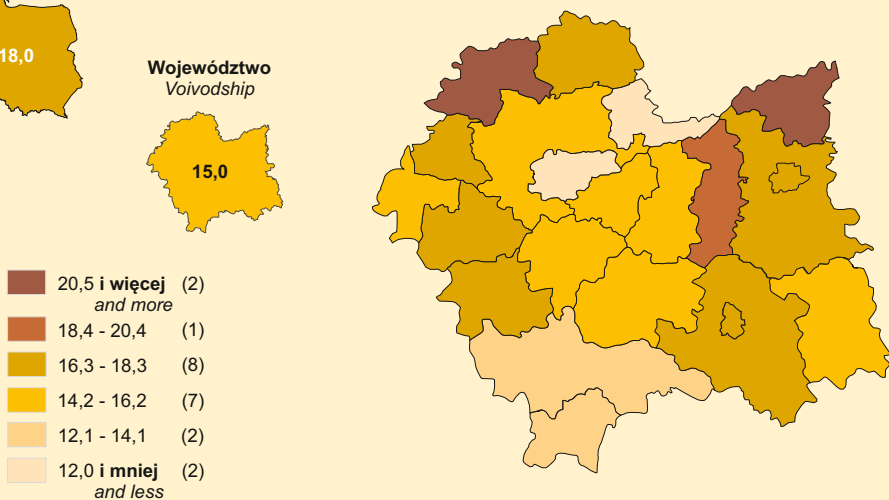 18,0
Województwo
Voivodship
15,0
20,5 i więcej (2)
and more
18,4 - 20,4 (1)
16,3 - 18,3 (8)
14,2 - 16,2 (7)
12,1 - 14,1 (2)
12,0 i mniej (2)
and less